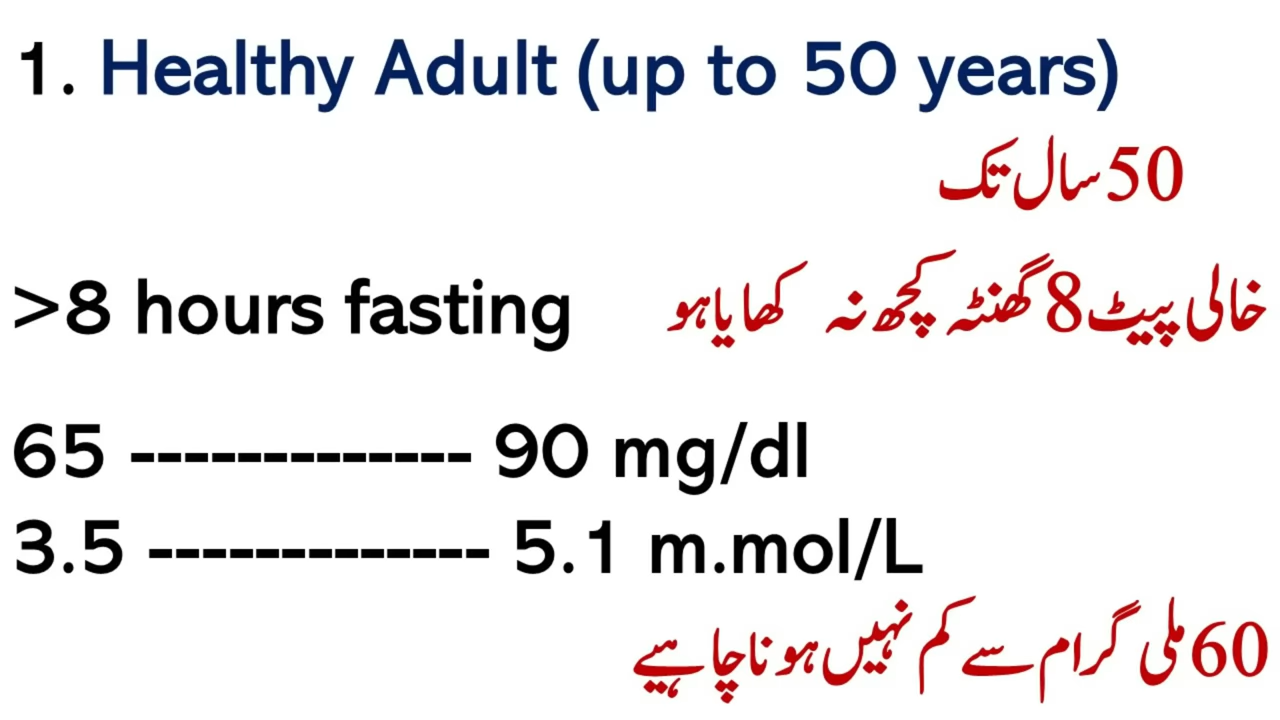 1. Healthy Adult (up to 50 years)
50 سال تک
>8 hours fasting خالی پیٹ 8 گھنٹہ کچھ نہ کھایا ہو
65 ------------- 90 mg/dl
3.5 ------------- 5.1 m.mol/L
60 ملی گرام سے کم نہیں ہونا چاہیے